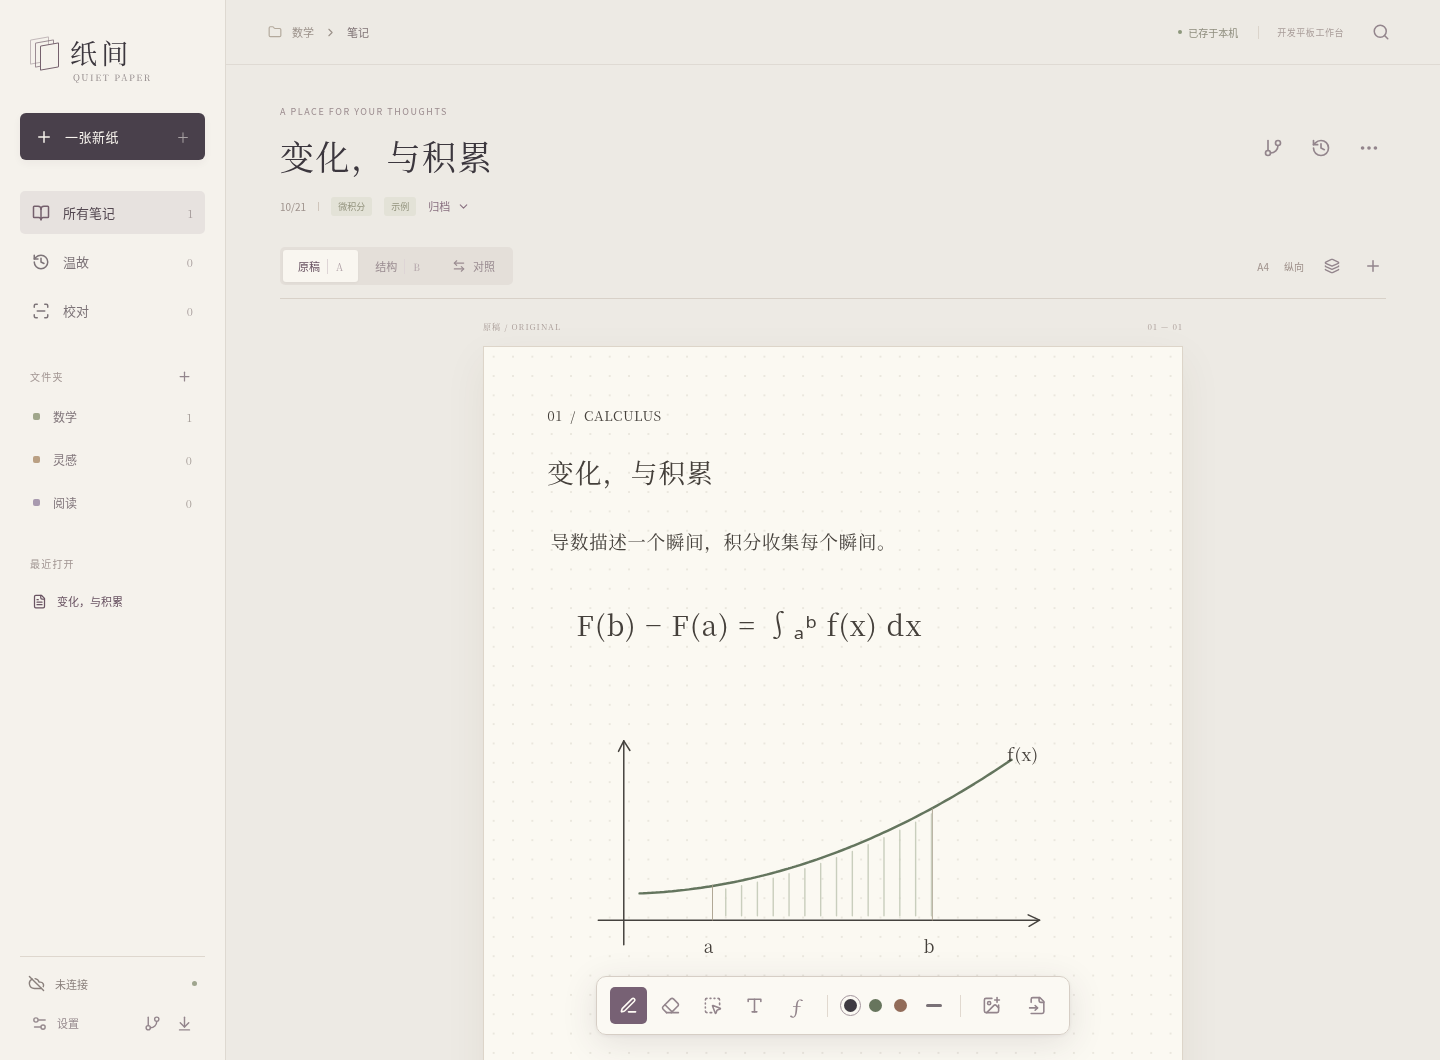 纸间
QUIET PAPER
一张新纸
所有笔记 1
温故 0
校对 0
文件夹
数学 1
灵感 0
阅读 0
最近打开
变化，与积累
未连接
设置
数学 > 笔记
已存于本机
开发平板工作台
A PLACE FOR YOUR THOUGHTS
变化，与积累
10/21 微积分 示例 归档
原稿 A 结构 B 对照
A4 纵向
原稿 / ORIGINAL
01 — 01
01 / CALCULUS
变化，与积累
导数描述一个瞬间，积分收集每个瞬间。
F(b) − F(a) = ∫ ₐᵇ f(x) dx
f(x)
a b